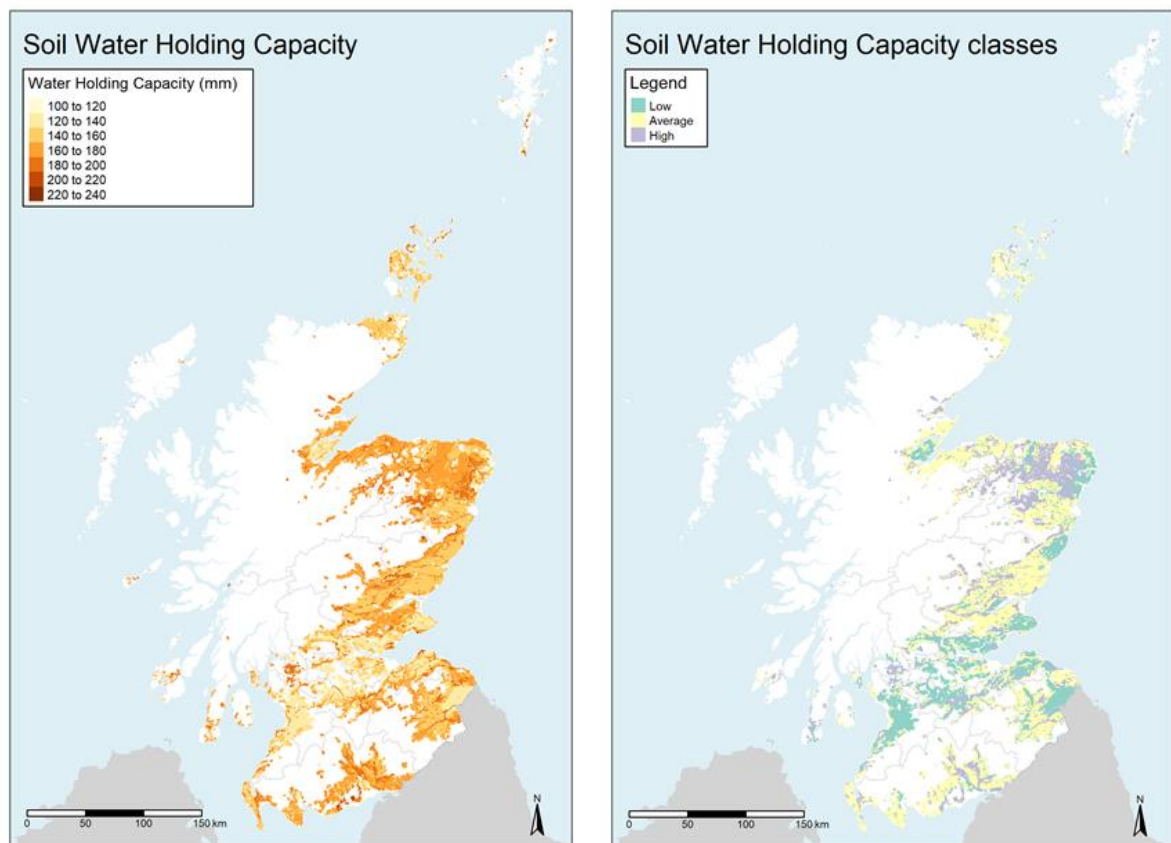 Soil Water Holding Capacity
Water Holding Capacity (mm)
100 to 120
120 to 140
140 to 160
160 to 180
180 to 200
200 to 220
220 to 240
0 50 100 150 km
N
Soil Water Holding Capacity classes
Legend
Low
Average
High
0 50 100 150 km
N